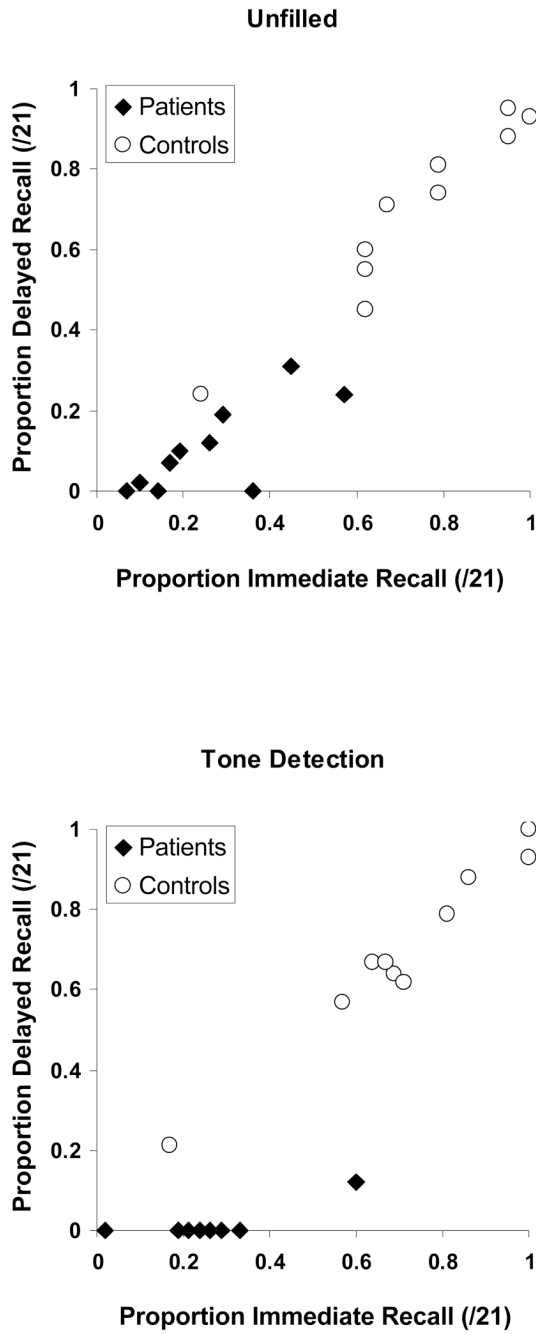 Unfilled
Patients
Controls
Proportion Delayed Recall (/21)
1
0.8
0.6
0.4
0.2
0
0 0.2 0.4 0.6 0.8 1
Proportion Immediate Recall (/21)
Tone Detection
Patients
Controls
Proportion Delayed Recall (/21)
1
0.8
0.6
0.4
0.2
0
0 0.2 0.4 0.6 0.8 1
Proportion Immediate Recall (/21)